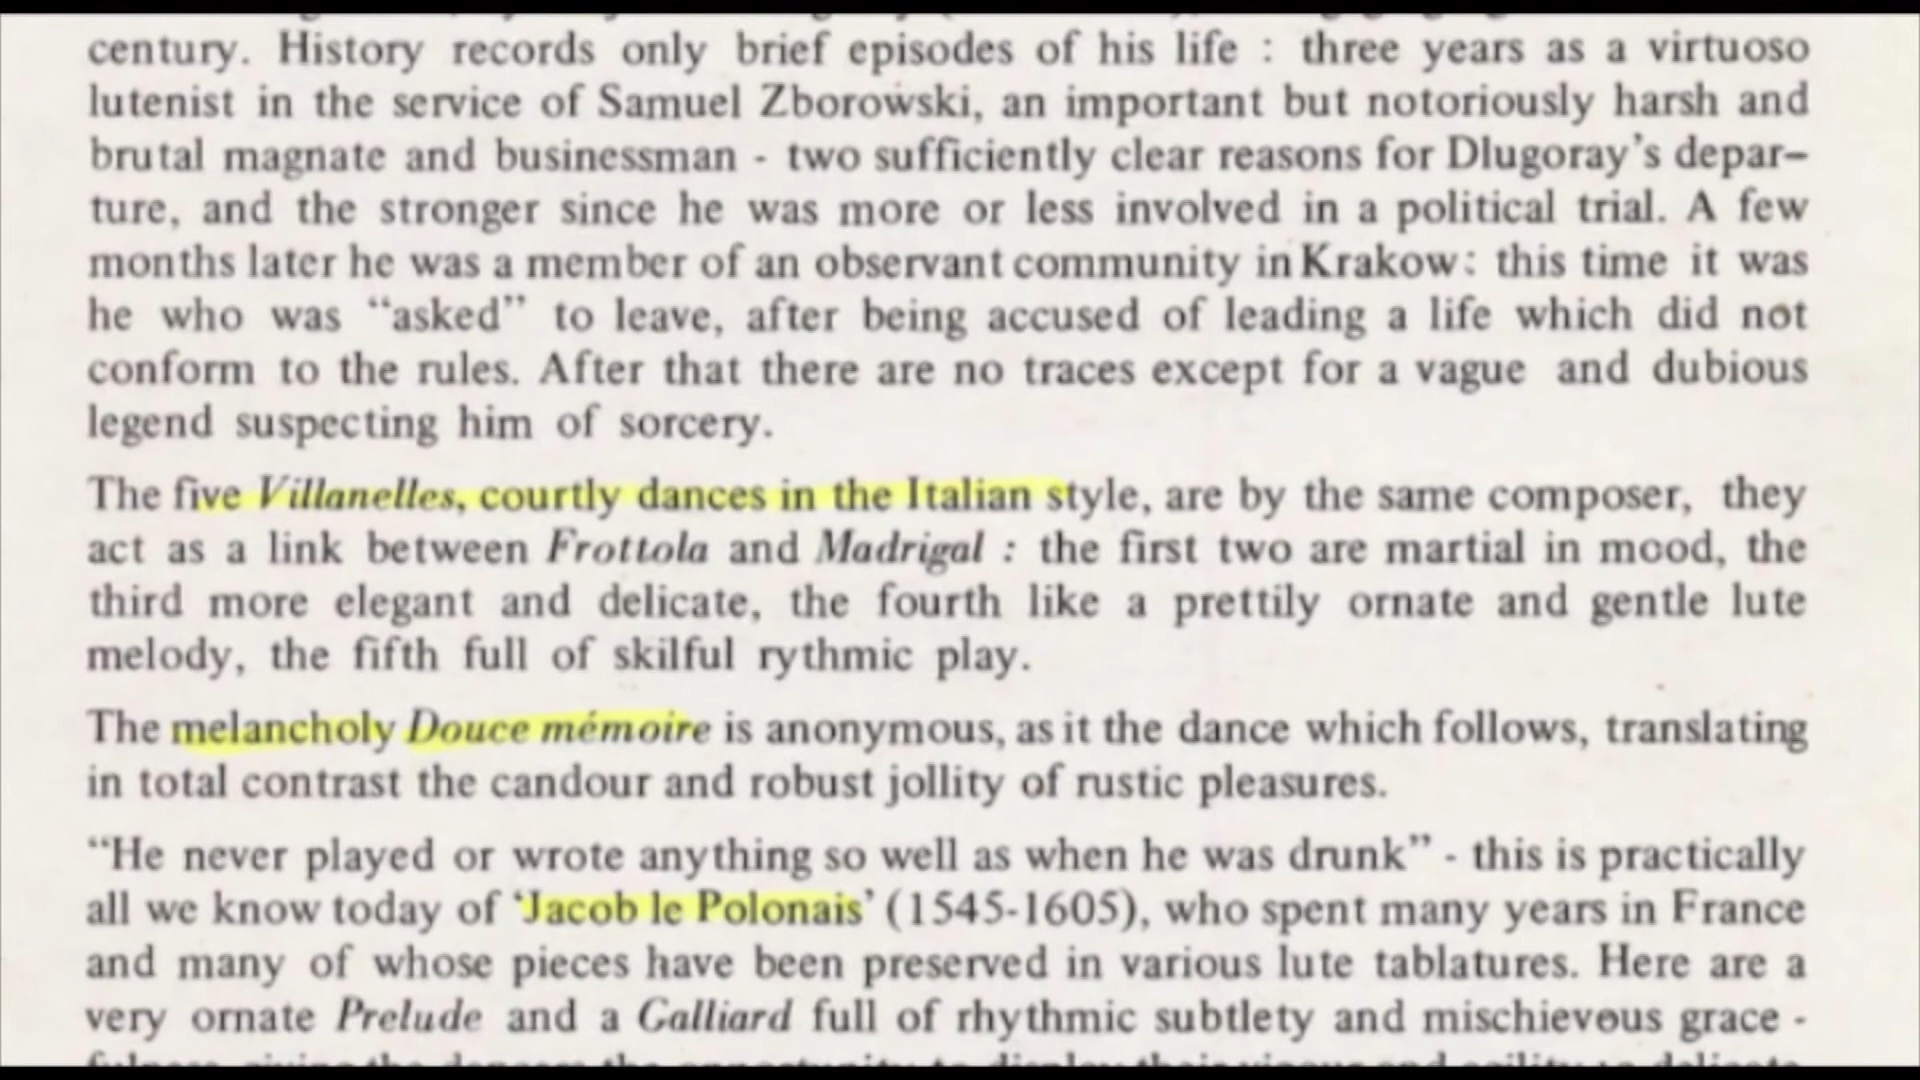 century. History records only brief episodes of his life : three years as a virtuoso
lutenist in the service of Samuel Zborowski, an important but notoriously harsh and
brutal magnate and businessman - two sufficiently clear reasons for Dlugoray's depar-
ture, and the stronger since he was more or less involved in a political trial. A few
months later he was a member of an observant community in Krakow: this time it was
he who was “asked” to leave, after being accused of leading a life which did not
conform to the rules. After that there are no traces except for a vague and dubious
legend suspecting him of sorcery.
The five Villanelles, courtly dances in the Italian style, are by the same composer, they
act as a link between Frottola and Madrigal : the first two are martial in mood, the
third more elegant and delicate, the fourth like a prettily ornate and gentle lute
melody, the fifth full of skilful rythmic play.
The melancholy Douce mémoire is anonymous, as it the dance which follows, translating
in total contrast the candour and robust jollity of rustic pleasures.
“He never played or wrote anything so well as when he was drunk” - this is practically
all we know today of ‘Jacob le Polonais’ (1545-1605), who spent many years in France
and many of whose pieces have been preserved in various lute tablatures. Here are a
very ornate Prelude and a Galliard full of rhythmic subtlety and mischievous grace -